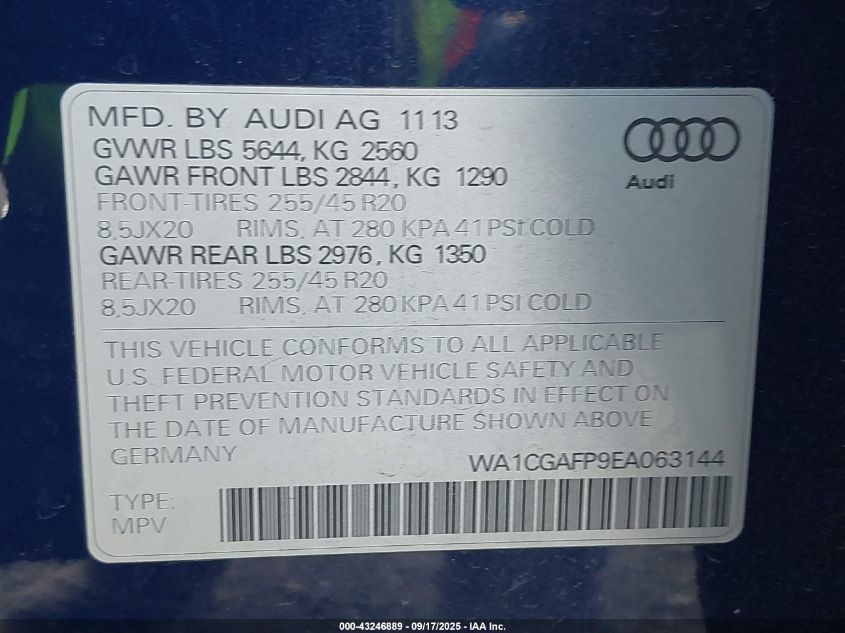 MFD. BY AUDI AG 11 13
GVWR LBS 5644, KG 2560
GAWR FRONT LBS 2844, KG 1290
FRONT-TIRES 255/45 R20
8,5JX20 RIMS, AT 280 KPA 41 PSI COLD
GAWR REAR LBS 2976, KG 1350
REAR-TIRES 255/45 R20
8,5JX20 RIMS, AT 280 KPA 41 PSI COLD
Audi
THIS VEHICLE CONFORMS TO ALL APPLICABLE
U.S. FEDERAL MOTOR VEHICLE SAFETY AND
THEFT PREVENTION STANDARDS IN EFFECT ON
THE DATE OF MANUFACTURE SHOWN ABOVE
GERMANY
WA1CGAFP9EA063144
TYPE:
MPV
000-43246889 - 09/17/2025 - IAA Inc.